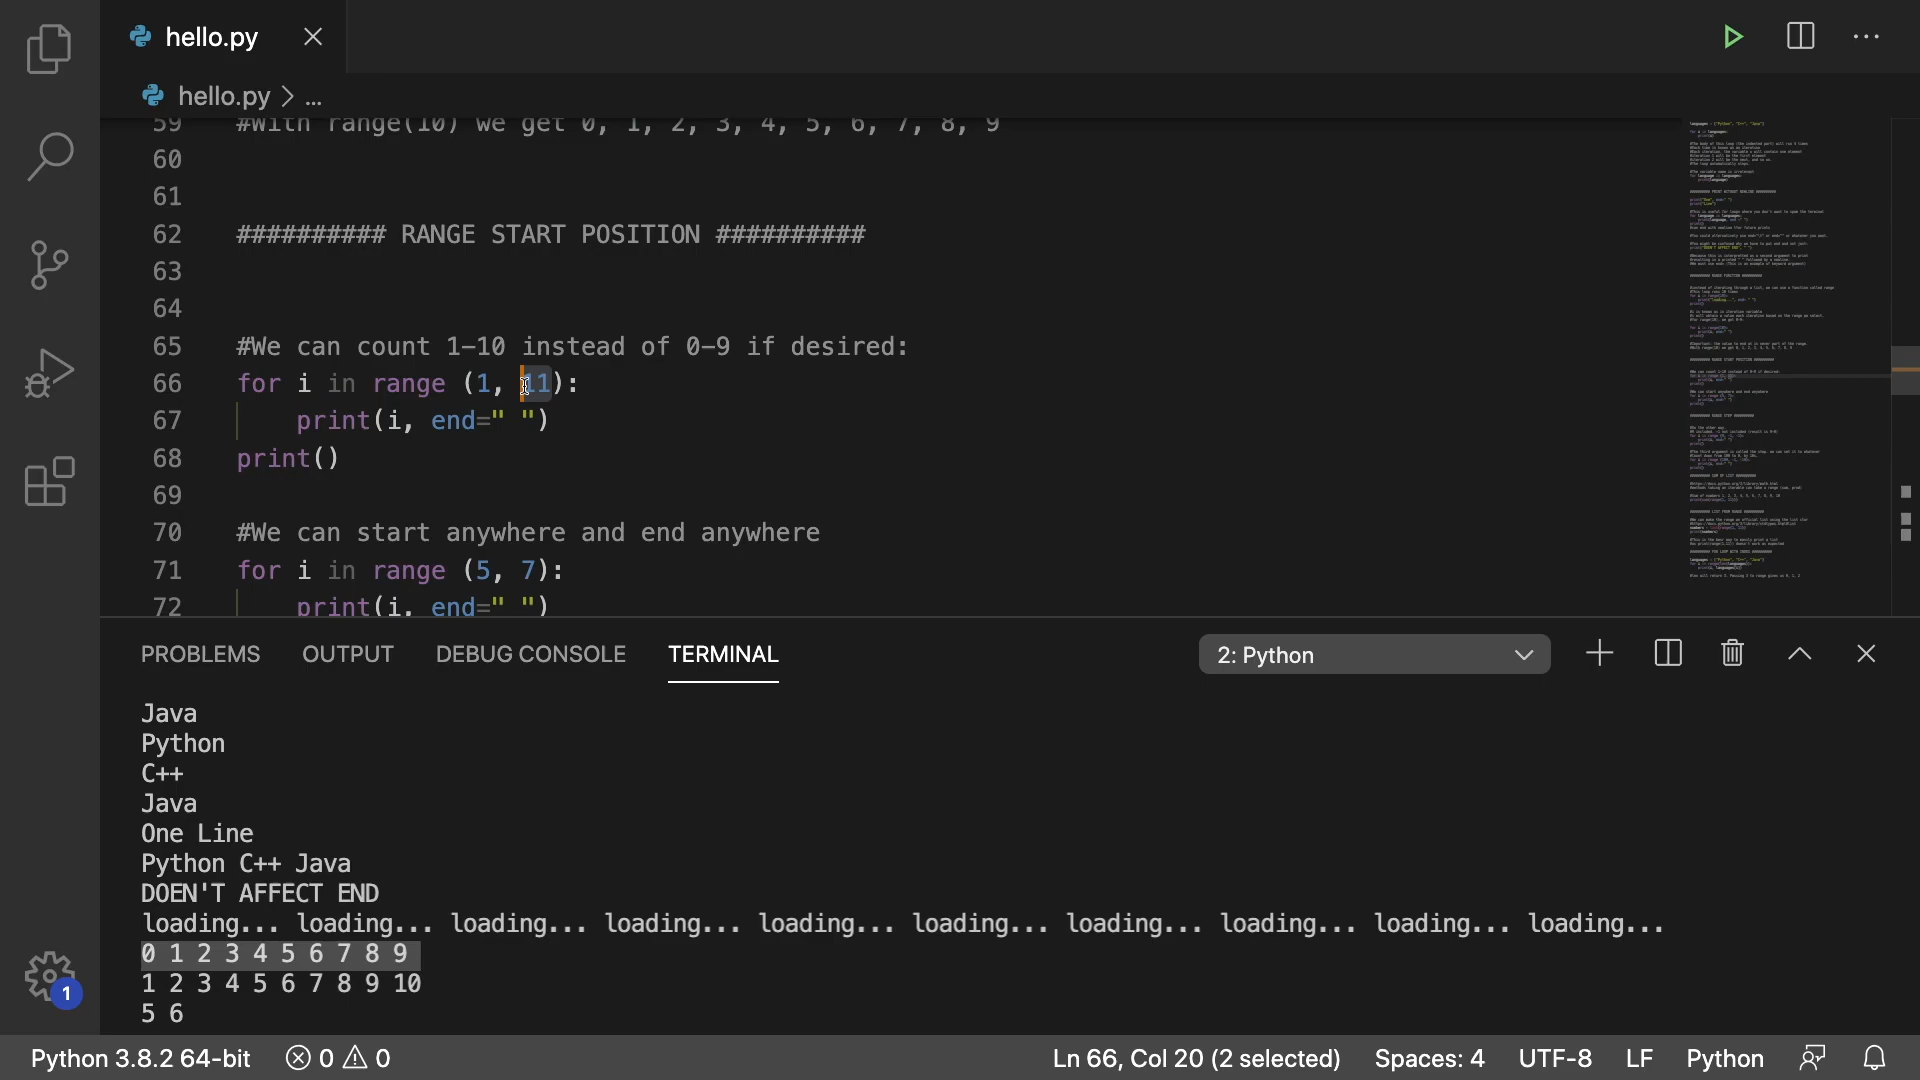 hello.py
hello.py > ...
59 #With range(10) we get 0, 1, 2, 3, 4, 5, 6, 7, 8, 9
60
61
62 ########## RANGE START POSITION ##########
63
64
65 #We can count 1-10 instead of 0-9 if desired:
66 for i in range (1, 11):
67 print(i, end=" ")
68 print()
69
70 #We can start anywhere and end anywhere
71 for i in range (5, 7):
72 print(i, end=" ")
PROBLEMS OUTPUT DEBUG CONSOLE TERMINAL 2: Python
Java
Python
C++
Java
One Line
Python C++ Java
DOEN'T AFFECT END
loading... loading... loading... loading... loading... loading... loading... loading... loading... loading...
0 1 2 3 4 5 6 7 8 9
1 2 3 4 5 6 7 8 9 10
5 6
1
Python 3.8.2 64-bit 0 0 Ln 66, Col 20 (2 selected) Spaces: 4 UTF-8 LF Python